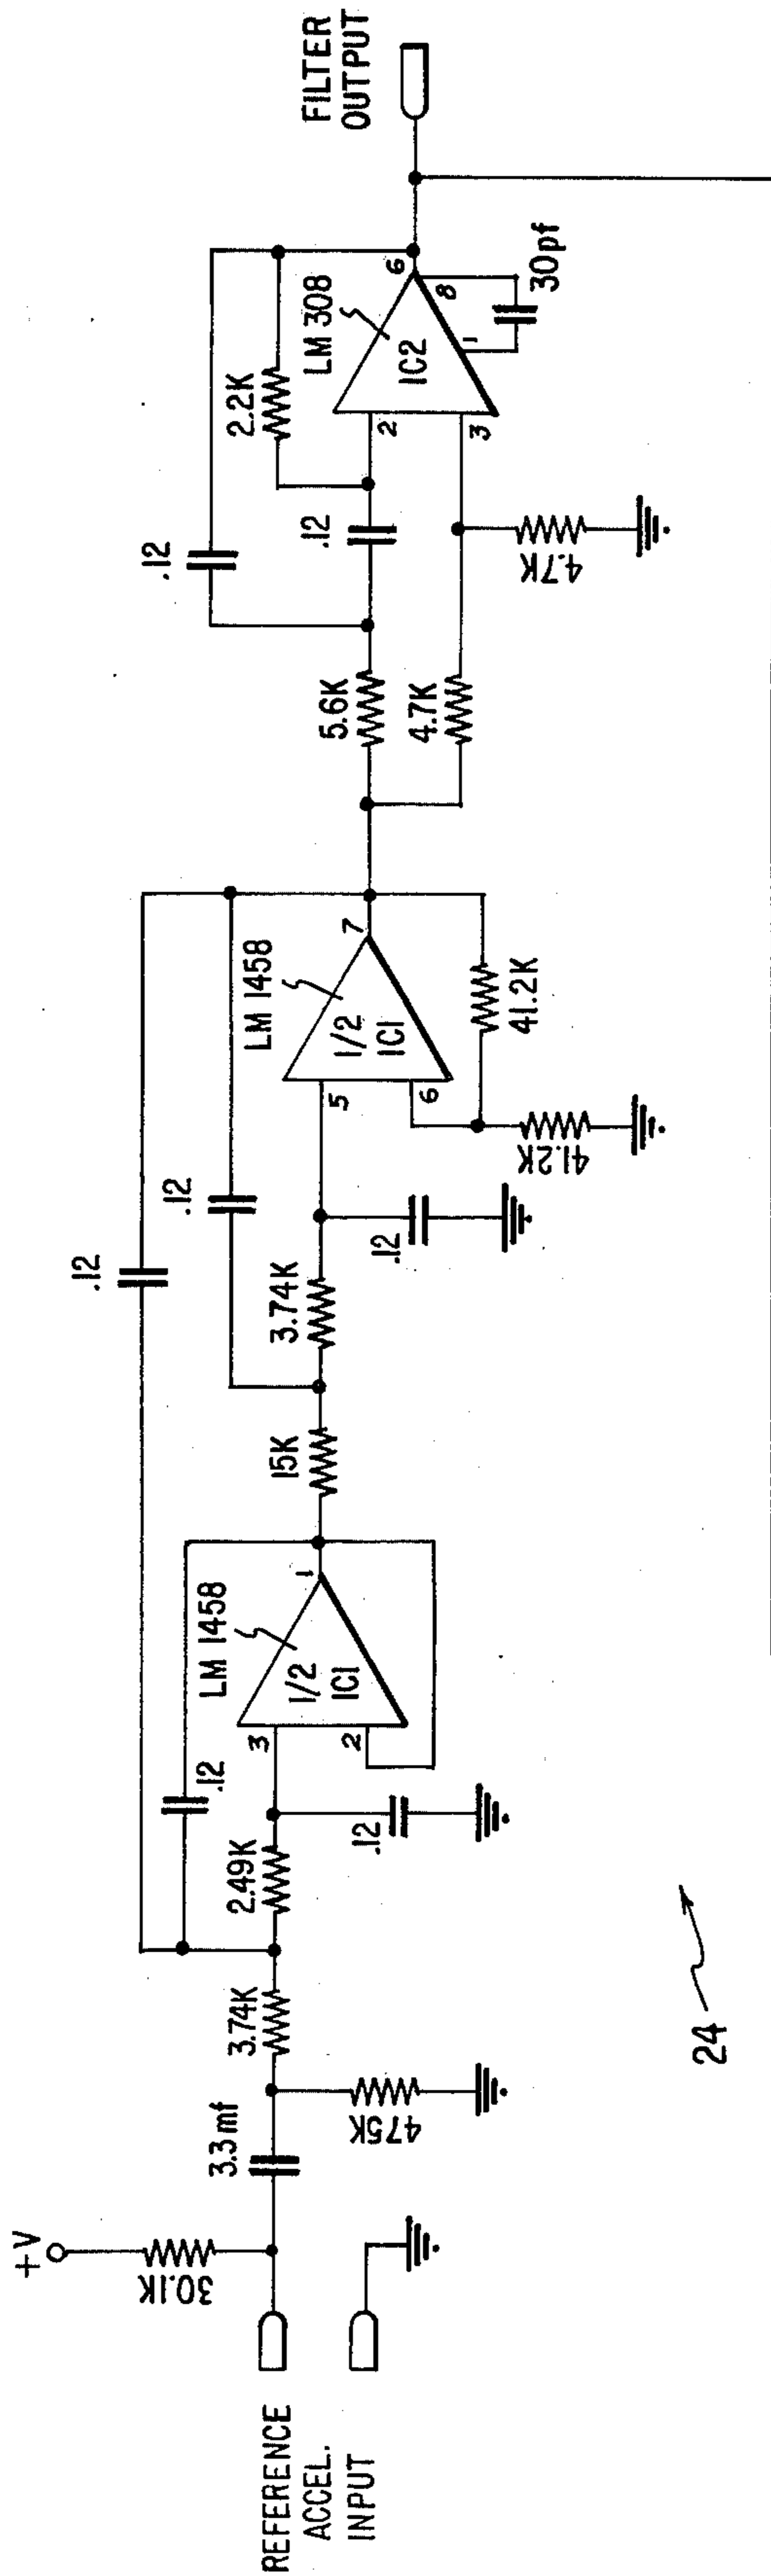 REFERENCE
ACCEL.
INPUT
+V
30.1K
3.3mf
475K
3.74K
2.49K
.12
.12
3
2
LM 1458
1/2
IC1
1
15K
.12
.12
3.74K
.12
5
6
LM 1458
1/2
IC1
7
41.2K
41.2K
5.6K
4.7K
.12
.12
2.2K
4.7K
2
3
LM 308
IC2
6
8
1
30pf
FILTER
OUTPUT
24